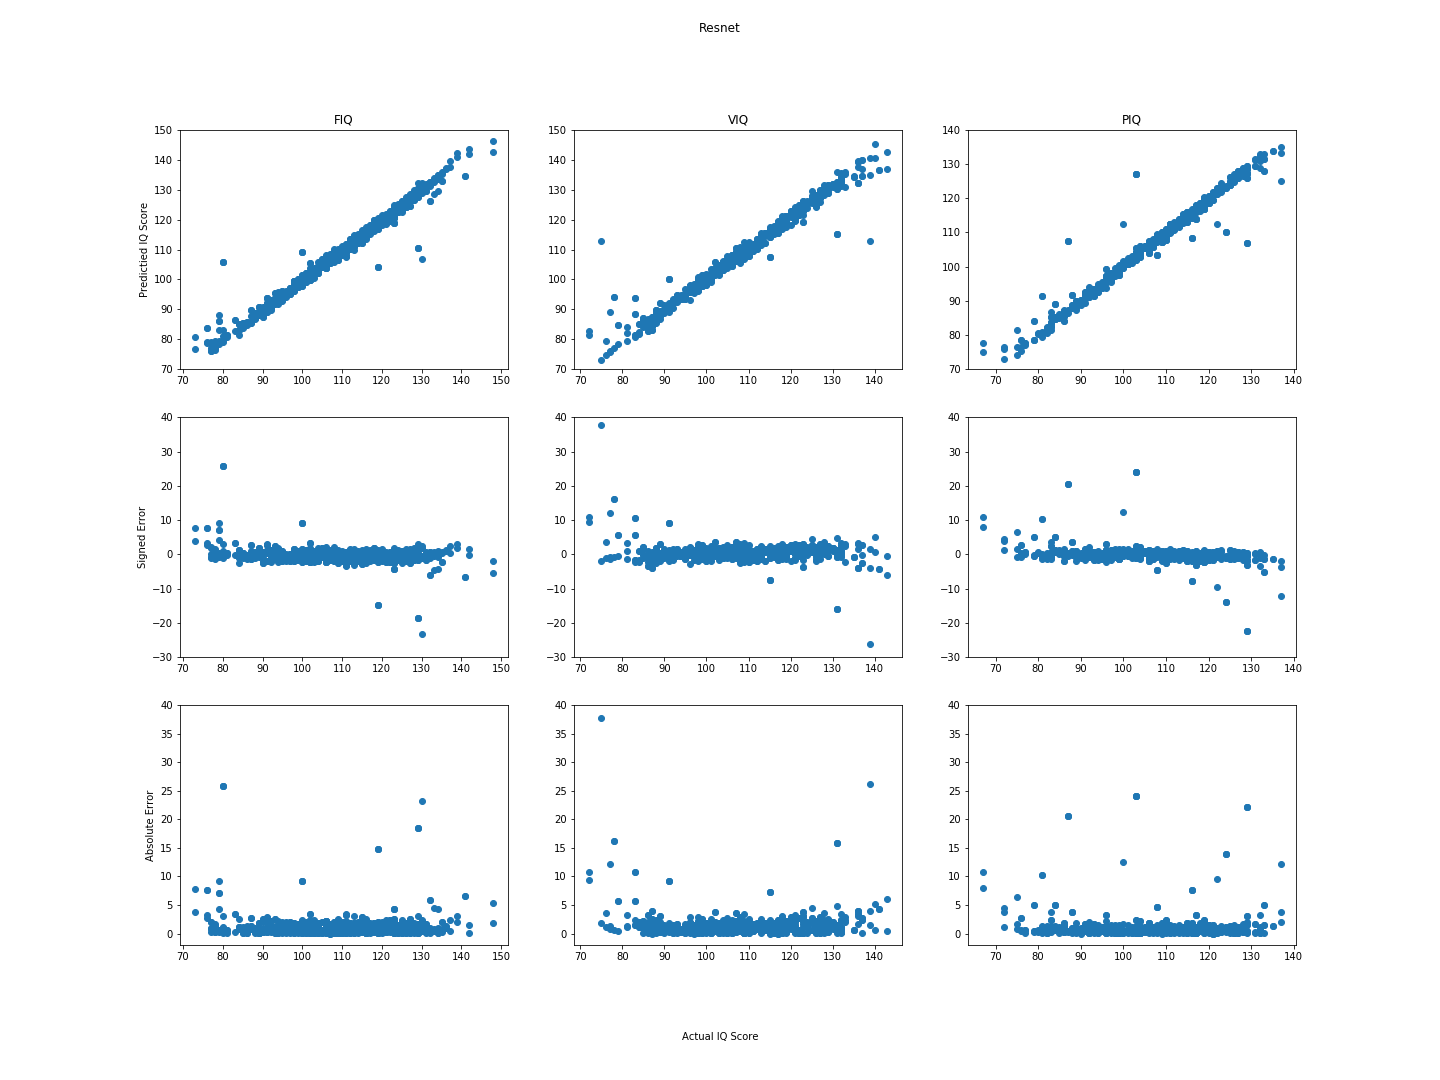 Resnet
FIQ VIQ PIQ
Predictied IQ Score
150 140 130 120 110 100 90 80 70
70 80 90 100 110 120 130 140 150
150 140 130 120 110 100 90 80 70
70 80 90 100 110 120 130 140
140 130 120 110 100 90 80 70
70 80 90 100 110 120 130 140
Signed Error
40 30 20 10 0 −10 −20 −30
70 80 90 100 110 120 130 140 150
40 30 20 10 0 −10 −20 −30
70 80 90 100 110 120 130 140
40 30 20 10 0 −10 −20 −30
70 80 90 100 110 120 130 140
Absolute Error
40 35 30 25 20 15 10 5 0
70 80 90 100 110 120 130 140 150
40 35 30 25 20 15 10 5 0
70 80 90 100 110 120 130 140
40 35 30 25 20 15 10 5 0
70 80 90 100 110 120 130 140
Actual IQ Score